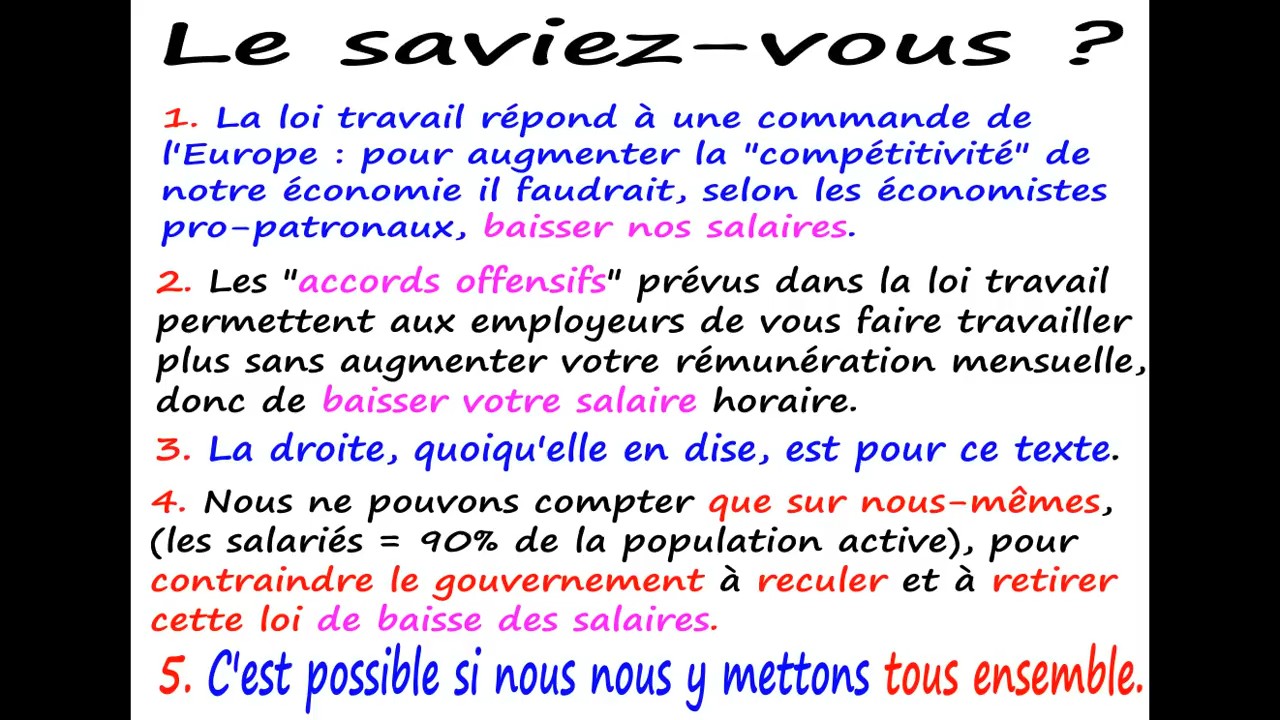 Le saviez-vous ?
1. La loi travail répond à une commande de
l'Europe : pour augmenter la "compétitivité" de
notre économie il faudrait, selon les économistes
pro-patronaux, baisser nos salaires.
2. Les "accords offensifs" prévus dans la loi travail
permettent aux employeurs de vous faire travailler
plus sans augmenter votre rémunération mensuelle,
donc de baisser votre salaire horaire.
3. La droite, quoiqu'elle en dise, est pour ce texte.
4. Nous ne pouvons compter que sur nous-mêmes,
(les salariés = 90% de la population active), pour
contraindre le gouvernement à reculer et à retirer
cette loi de baisse des salaires.
5. C'est possible si nous nous y mettons tous ensemble.